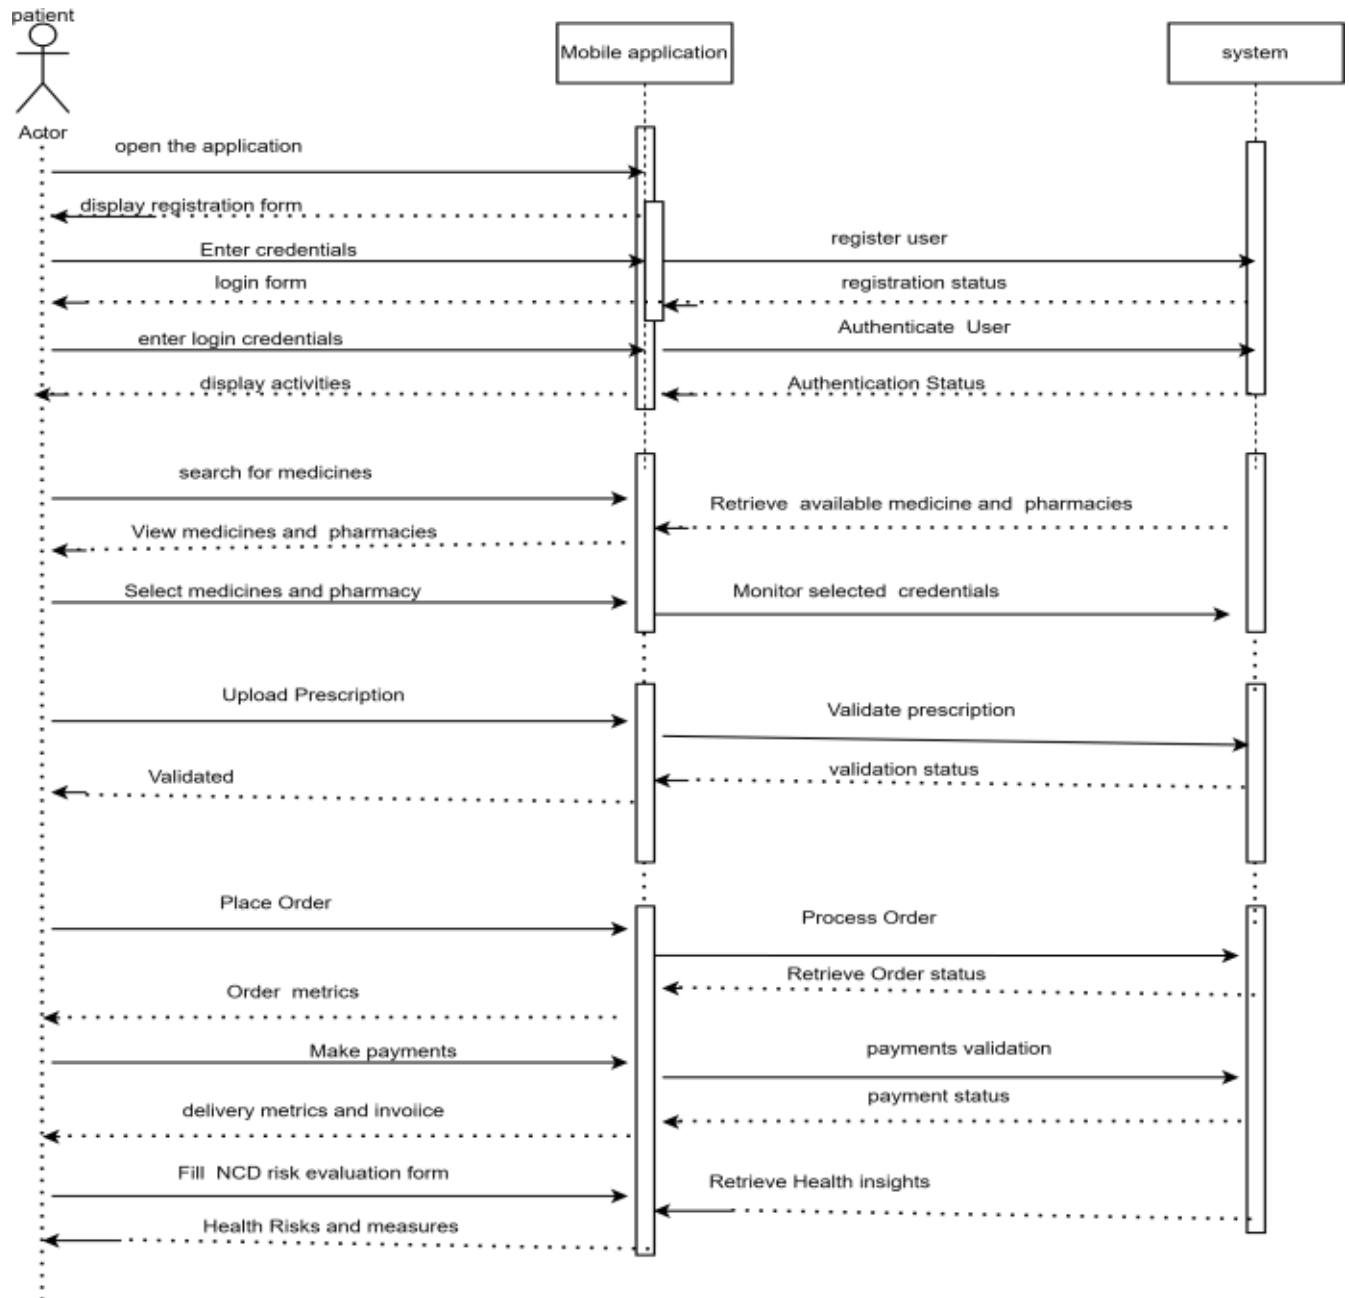 patient
Mobile application
system
Actor
open the application
display registration form
register user
Enter credentials
login form
registration status
Authenticate User
enter login credentials
display activities
Authentication Status
search for medicines
Retrieve available medicine and pharmacies
View medicines and pharmacies
Select medicines and pharmacy
Monitor selected credentials
Upload Prescription
Validate prescription
Validated
validation status
Place Order
Process Order
Retrieve Order status
Order metrics
Make payments
payments validation
payment status
delivery metrics and invoiice
Fill NCD risk evaluation form
Retrieve Health insights
Health Risks and measures